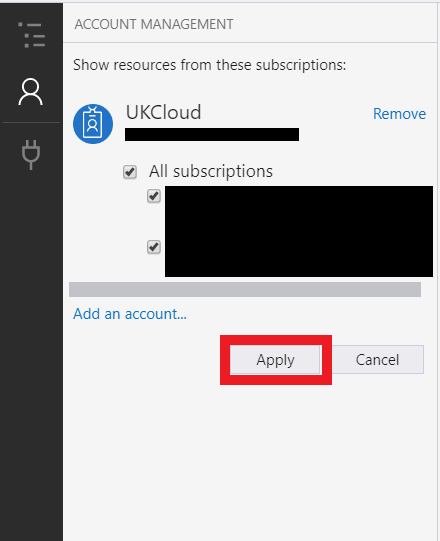 ACCOUNT MANAGEMENT
Show resources from these subscriptions:
UKCloud
Remove
All subscriptions
Add an account...
Apply
Cancel